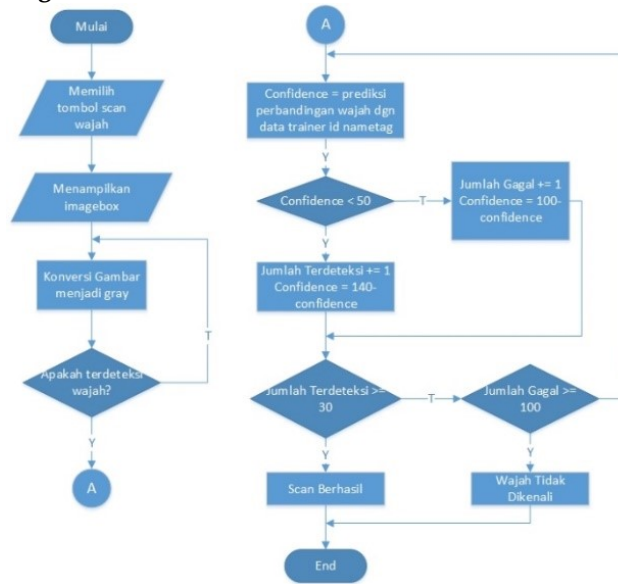 Mulai
Memilih
tombol scan
wajah
Menampilkan
imagebox
Konversi Gambar
menjadi gray
T
Apakah terdeteksi
wajah?
Y
A
A
Confidence = prediksi
perbandingan wajah dgn
data trainer id nametag
Y
Confidence < 50
T
Jumlah Gagal += 1
Confidence = 100-
confidence
Y
Jumlah Terdeteksi += 1
Confidence = 140-
confidence
Jumlah Terdeteksi >=
30
T
Jumlah Gagal >=
100
Y
Y
Scan Berhasil
Wajah Tidak
Dikenali
End